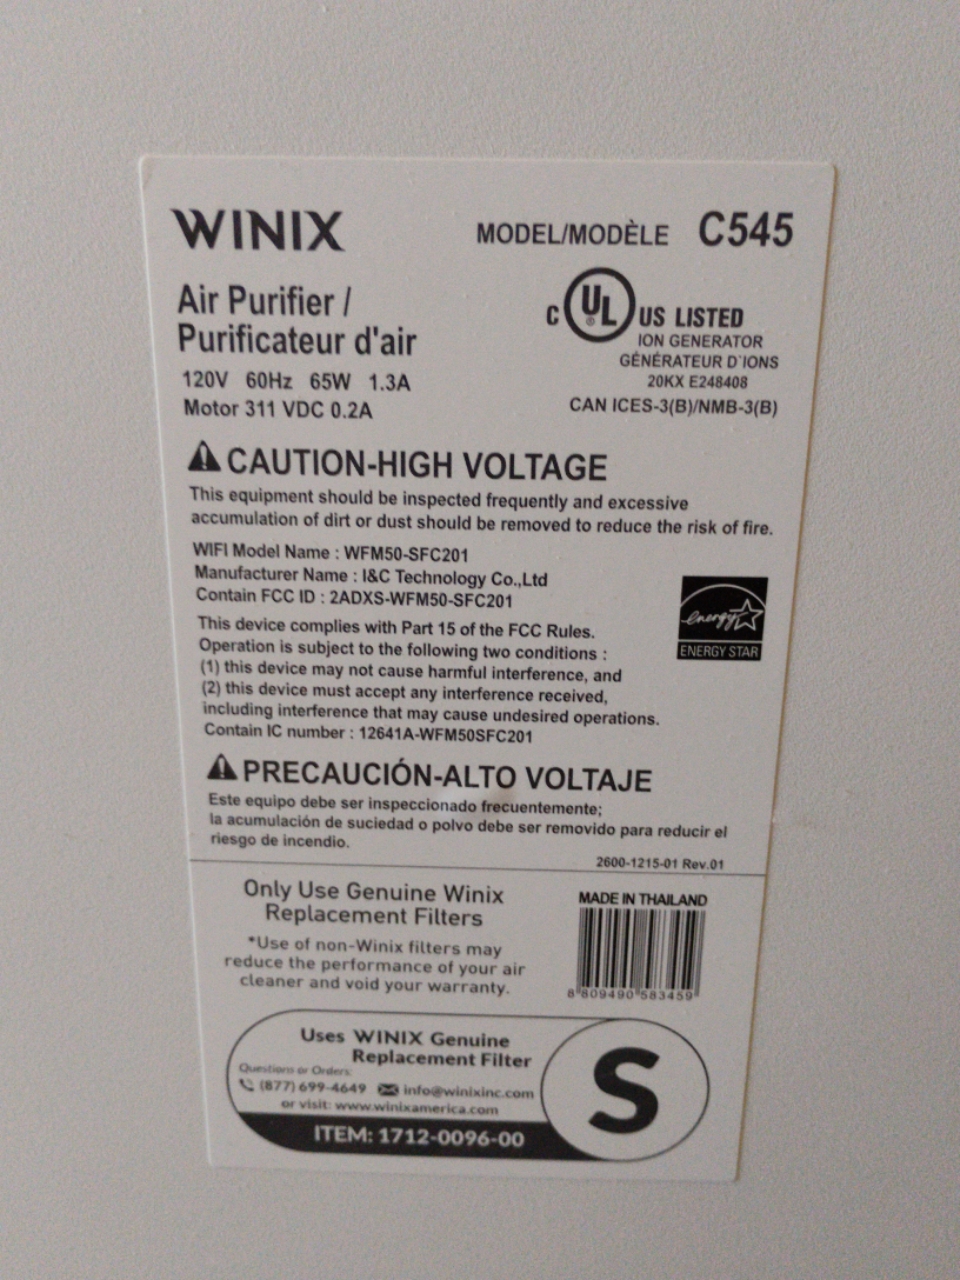 WINIX
MODEL/MODÈLE C545
Air Purifier /
Purificateur d'air
120V 60Hz 65W 1.3A
Motor 311 VDC 0.2A
C UL ® US LISTED
ION GENERATOR
GÉNÉRATEUR D'IONS
20KX E248408
CAN ICES-3(B)/NMB-3(B)
CAUTION-HIGH VOLTAGE
This equipment should be inspected frequently and excessive
accumulation of dirt or dust should be removed to reduce the risk of fire.
WIFI Model Name : WFM50-SFC201
Manufacturer Name : I&C Technology Co.,Ltd
Contain FCC ID : 2ADXS-WFM50-SFC201
This device complies with Part 15 of the FCC Rules.
Operation is subject to the following two conditions :
(1) this device may not cause harmful interference, and
(2) this device must accept any interference received,
including interference that may cause undesired operations.
Contain IC number : 12641A-WFM50SFC201
energy
ENERGY STAR
PRECAUCIÓN-ALTO VOLTAJE
Este equipo debe ser inspeccionado frecuentemente;
la acumulación de suciedad o polvo debe ser removido para reducir el
riesgo de incendio.
2600-1215-01 Rev.01
Only Use Genuine Winix
Replacement Filters
*Use of non-Winix filters may
reduce the performance of your air
cleaner and void your warranty.
MADE IN THAILAND
8 809490 583459
Uses WINIX Genuine
Replacement Filter
Questions or Orders:
(877) 699-4649 info@winixinc.com
or visit: www.winixamerica.com
ITEM: 1712-0096-00
S